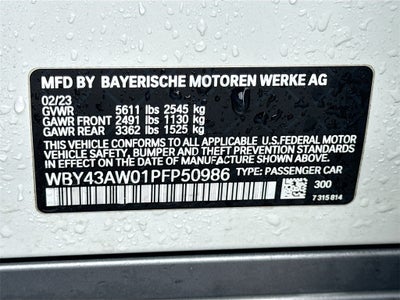 MFD BY BAYERISCHE MOTOREN WERKE AG
02/23
GVWR 5611 lbs 2545 kg
GAWR FRONT 2491 lbs 1130 kg
GAWR REAR 3362 lbs 1525 kg
THIS VEHICLE CONFORMS TO ALL APPLICABLE U.S. FEDERAL MOTOR
VEHICLE SAFETY, BUMPER AND THEFT PREVENTION STANDARDS
IN EFFECT ON THE DATE OF MANUFACTURE SHOWN ABOVE.
WBY43AW01PFP50986 TYPE: PASSENGER CAR
300
7 315 814